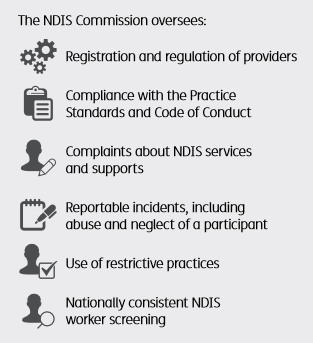 The NDIS Commission oversees:
Registration and regulation of providers
Compliance with the Practice
Standards and Code of Conduct
Complaints about NDIS services
and supports
Reportable incidents, including
abuse and neglect of a participant
Use of restrictive practices
Nationally consistent NDIS
worker screening